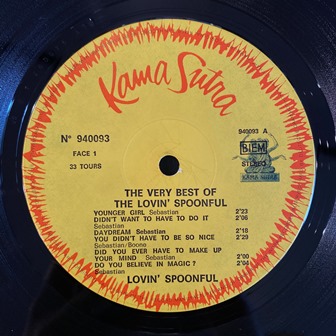 Kama Sutra
N° 940093
FACE 1
33 TOURS
940093 A
BIEM
STEREO
KAMA SUTRA
THE VERY BEST OF
THE LOVIN' SPOONFUL
YOUNGER GIRL Sebastian 2'23
DIDN'T WANT TO HAVE TO DO IT 2'06
Sebastian
DAYDREAM Sebastian 2'18
YOU DIDN'T HAVE TO BE SO NICE 2'29
Sebastian/Boone
DID YOU EVER HAVE TO MAKE UP
YOUR MIND Sebastian 2'00
DO YOU BELIEVE IN MAGIC ? 2'04
Sebastian
LOVIN' SPOONFUL